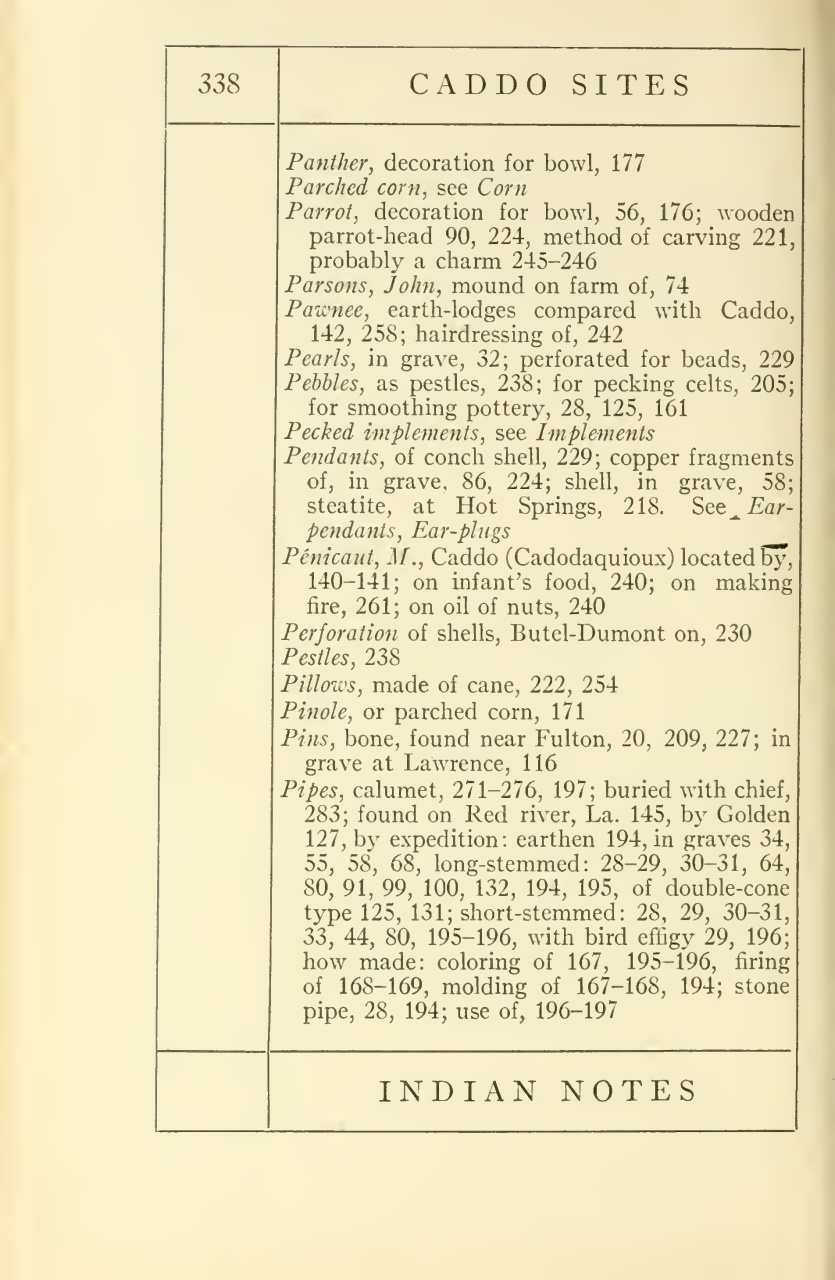 338
CADDO SITES
Panther, decoration for bowl, 177
Parched corn, see Corn
Parrot, decoration for bowl, 56, 176; wooden
parrot-head 90, 224, method of carving 221,
probably a charm 245–246
Parsons, John, mound on farm of, 74
Pawnee, earth-lodges compared with Caddo,
142, 258; hairdressing of, 242
Pearls, in grave, 32; perforated for beads, 229
Pebbles, as pestles, 238; for pecking celts, 205;
for smoothing pottery, 28, 125, 161
Pecked implements, see Implements
Pendants, of conch shell, 229; copper fragments
of, in grave, 86, 224; shell, in grave, 58;
steatite, at Hot Springs, 218. See Ear-
pendants, Ear-plugs
Pénicaut, M., Caddo (Cadodaquioux) located by,
140–141; on infant's food, 240; on making
fire, 261; on oil of nuts, 240
Perforation of shells, Butel-Dumont on, 230
Pestles, 238
Pillows, made of cane, 222, 254
Pinole, or parched corn, 171
Pins, bone, found near Fulton, 20, 209, 227; in
grave at Lawrence, 116
Pipes, calumet, 271–276, 197; buried with chief,
283; found on Red river, La. 145, by Golden
127, by expedition: earthen 194, in graves 34,
55, 58, 68, long-stemmed: 28–29, 30–31, 64,
80, 91, 99, 100, 132, 194, 195, of double-cone
type 125, 131; short-stemmed: 28, 29, 30–31,
33, 44, 80, 195–196, with bird effigy 29, 196;
how made: coloring of 167, 195–196, firing
of 168–169, molding of 167–168, 194; stone
pipe, 28, 194; use of, 196–197
INDIAN NOTES